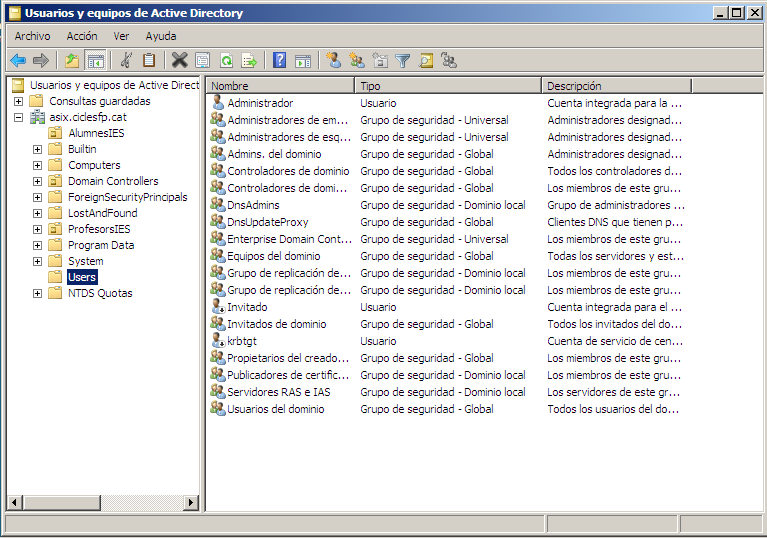 Usuarios y equipos de Active Directory
Archivo Acción Ver Ayuda
Usuarios y equipos de Active Direct
Consultas guardadas
asix.ciclesfp.cat
AlumnesIES
Builtin
Computers
Domain Controllers
ForeignSecurityPrincipals
LostAndFound
ProfesorsIES
Program Data
System
Users
NTDS Quotas
Nombre Tipo Descripción
Administrador Usuario Cuenta integrada para la ...
Administradores de em... Grupo de seguridad - Universal Administradores designad...
Administradores de esq... Grupo de seguridad - Universal Administradores designad...
Admins. del dominio Grupo de seguridad - Global Administradores designad...
Controladores de dominio Grupo de seguridad - Global Todos los controladores d...
Controladores de domi... Grupo de seguridad - Global Los miembros de este gru...
DnsAdmins Grupo de seguridad - Dominio local Grupo de administradores ...
DnsUpdateProxy Grupo de seguridad - Global Clientes DNS que tienen p...
Enterprise Domain Cont... Grupo de seguridad - Universal Los miembros de este gru...
Equipos del dominio Grupo de seguridad - Global Todas los servidores y est...
Grupo de replicación de... Grupo de seguridad - Dominio local Los miembros de este gru...
Grupo de replicación de... Grupo de seguridad - Dominio local Los miembros de este gru...
Invitado Usuario Cuenta integrada para el ...
Invitados de dominio Grupo de seguridad - Global Todos los invitados del do...
krbtgt Usuario Cuenta de servicio de cen...
Propietarios del creado... Grupo de seguridad - Global Los miembros de este gru...
Publicadores de certific... Grupo de seguridad - Dominio local Los miembros de este gru...
Servidores RAS e IAS Grupo de seguridad - Dominio local Los servidores de este gr...
Usuarios del dominio Grupo de seguridad - Global Todos los usuarios del do...